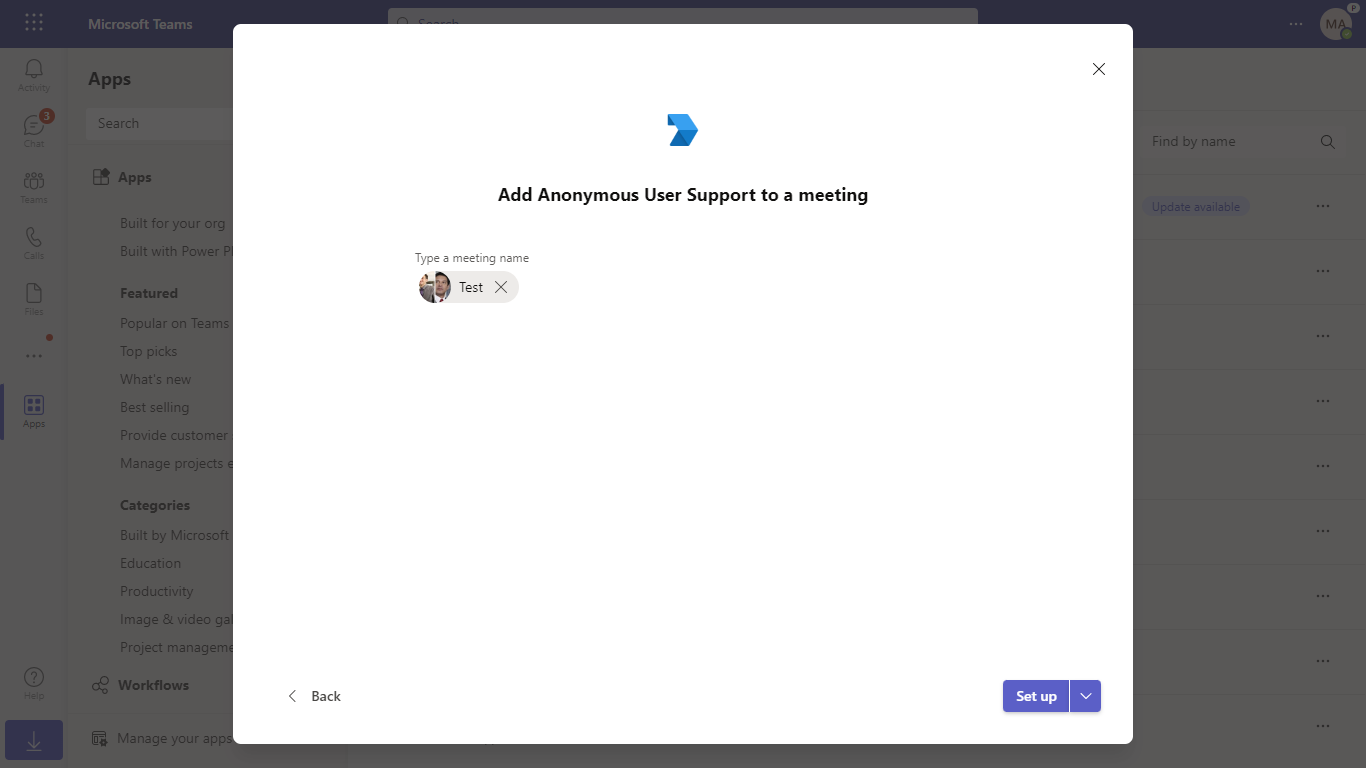 Microsoft Teams
Search
MA
P
Activity
3
Chat
Teams
Calls
Files
Apps
Help
Apps
Search
Apps
Built for your org
Built with Power
Featured
Popular on Teams
Top picks
What's new
Best selling
Provide customer
Manage projects
Categories
Built by Microsoft
Education
Productivity
Image & video
Project
Workflows
Manage your apps
Add Anonymous User Support to a meeting
Type a meeting name
Test
Back
Set up
Find by name
Update available